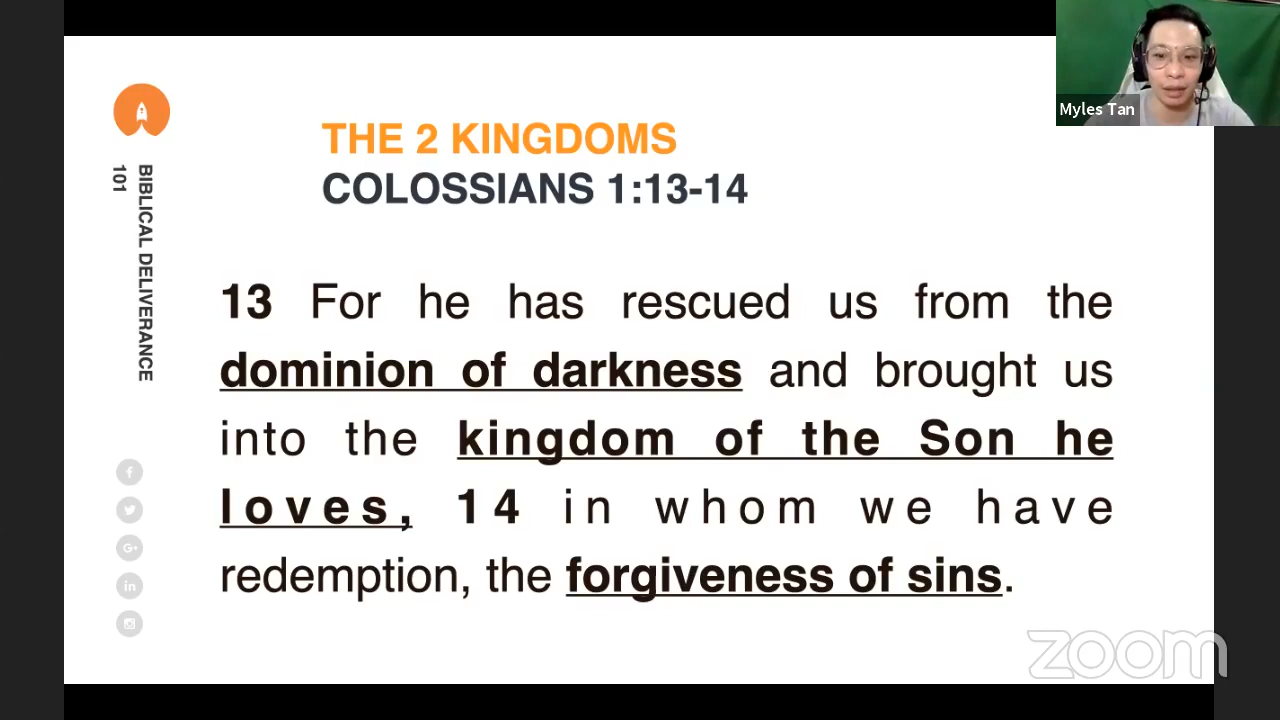 Myles Tan
BIBLICAL DELIVERANCE
101
THE 2 KINGDOMS
COLOSSIANS 1:13-14
13 For he has rescued us from the
dominion of darkness and brought us
into the kingdom of the Son he
loves, 14 in whom we have
redemption, the forgiveness of sins.
f
G+
in
zoom